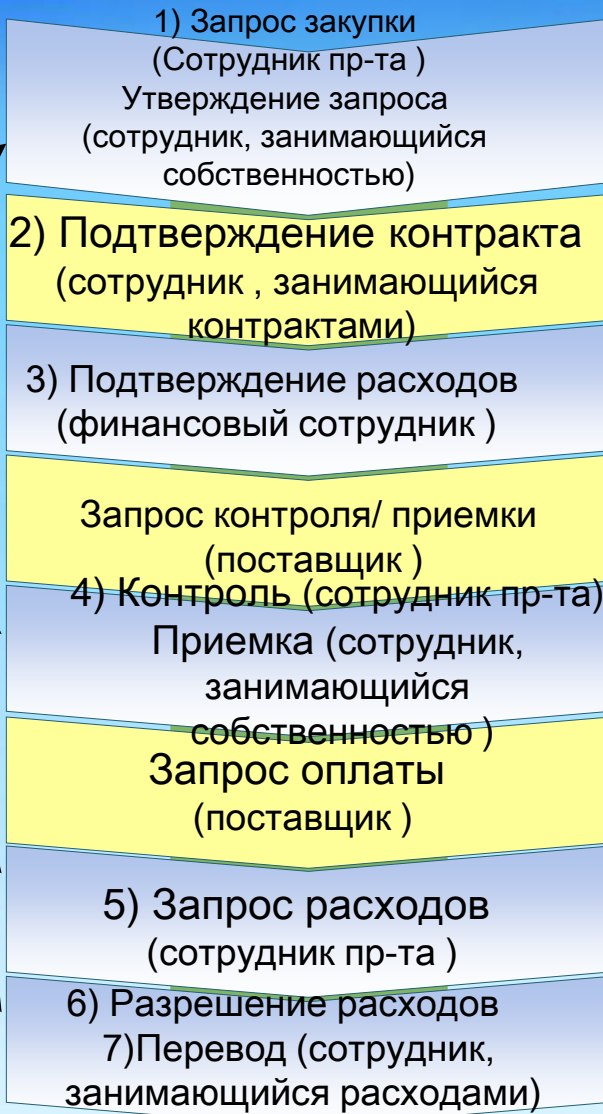 1) Запрос закупки
(Сотрудник пр-та )
Утверждение запроса
(сотрудник, занимающийся
собственностью)
2) Подтверждение контракта
(сотрудник , занимающийся
контрактами)
3) Подтверждение расходов
(финансовый сотрудник )
Запрос контроля/ приемки
(поставщик )
4) Контроль (сотрудник пр-та)
Приемка (сотрудник,
занимающийся
собственностью )
Запрос оплаты
(поставщик )
5) Запрос расходов
(сотрудник пр-та )
6) Разрешение расходов
7)Перевод (сотрудник,
занимающийся расходами)